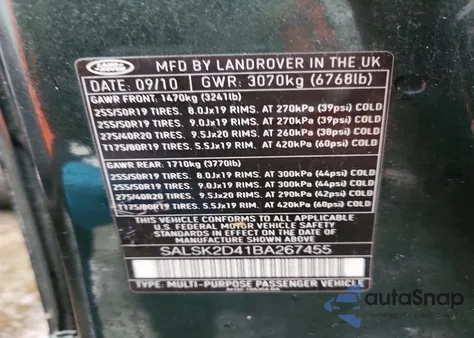 LAND ROVER
MFD BY LANDROVER IN THE UK
DATE: 09/10 GWR: 3070kg (6768lb)
GAWR FRONT: 1470kg (3241lb)
255/50R19 TIRES. 8.0Jx19 RIMS. AT 270kPa (39psi) COLD
255/50R19 TIRES. 9.0Jx19 RIMS. AT 270kPa (39psi) COLD
275/40R20 TIRES. 9.5Jx20 RIMS. AT 260kPa (38psi) COLD
T175/80R19 TIRES. 5.5Jx19 RIM. AT 420kPa (60psi) COLD
GAWR REAR: 1710kg (3770lb)
255/50R19 TIRES. 8.0Jx19 RIMS. AT 300kPa (44psi) COLD
255/50R19 TIRES. 9.0Jx19 RIMS. AT 300kPa (44psi) COLD
275/40R20 TIRES. 9.5Jx20 RIMS. AT 290kPa (42psi) COLD
T175/80R19 TIRES. 5.5Jx19 RIM. AT 420kPa (60psi) COLD
THIS VEHICLE CONFORMS TO ALL APPLICABLE
U.S. FEDERAL MOTOR VEHICLE SAFETY
STANDARDS IN EFFECT ON THE DATE OF
MANUFACTURE SHOWN ABOVE.
SALSK2D41BA267455
TYPE: MULTI-PURPOSE PASSENGER VEHICLE
autoSnap